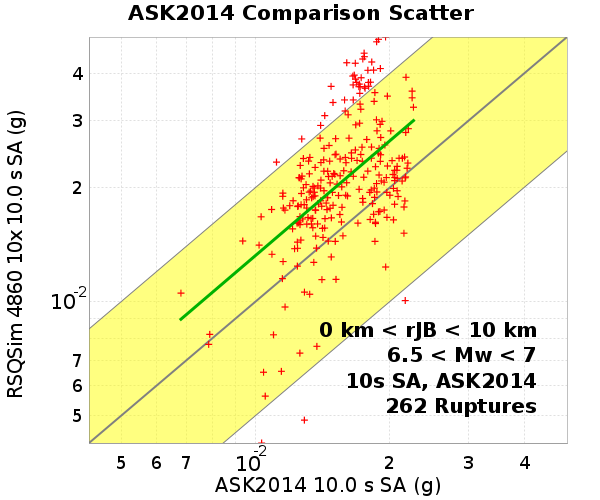 ASK2014 Comparison Scatter
RSQSim 4860 10x 10.0 s SA (g)
4
3
2
10-2
7
6
5
0 km < rJB < 10 km
6.5 < Mw < 7
10s SA, ASK2014
262 Ruptures
5 6 7 10-2 2 3 4
ASK2014 10.0 s SA (g)